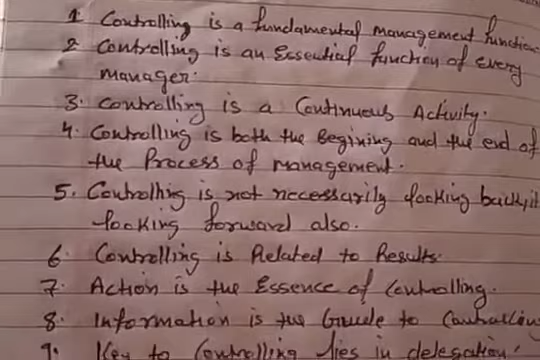 1 Controlling is a fundamental management function
2 Controlling is an Essential function of every
manager.
3. Controlling is a Continuous Activity.
4. Controlling is both the Begining and the end of
the Process of management.
5. Controlling is not necessarily looking back, it
looking forward also.
6 Controlling is Related to Results.
7. Action is the Essence of Controlling.
8. Information is the Guide to Controlling
9. Key to Controlling lies in delegation.